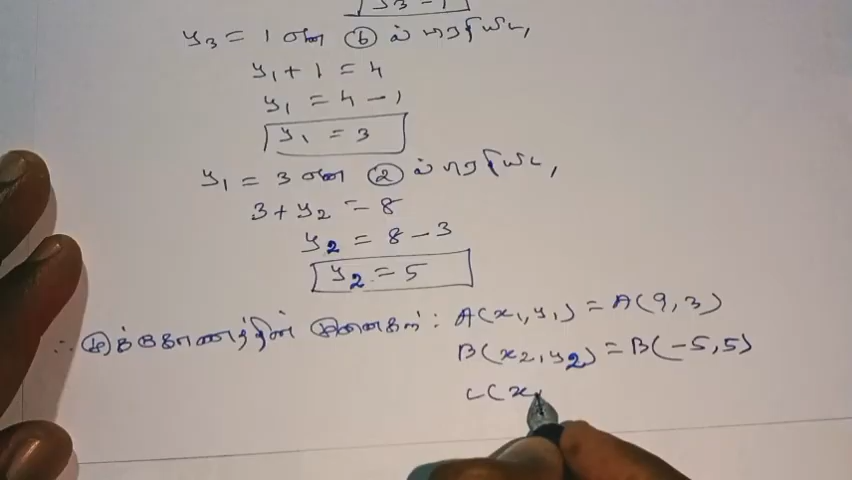 y₃ = 1 என ⑥ ல் பிரதியிட,
y₁ + 1 = 4
y₁ = 4 − 1
y₁ = 3
y₁ = 3 என ② ல் பிரதியிட,
3 + y₂ = 8
y₂ = 8 − 3
y₂ = 5
∴ முக்கோணத்தின் முனைகள் : A(x₁, y₁) = A(9, 3)
B(x₂, y₂) = B(−5, 5)
C(x